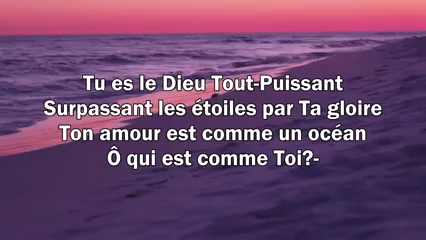 Tu es le Dieu Tout-Puissant
Surpassant les étoiles par Ta gloire
Ton amour est comme un océan
Ô qui est comme Toi?-